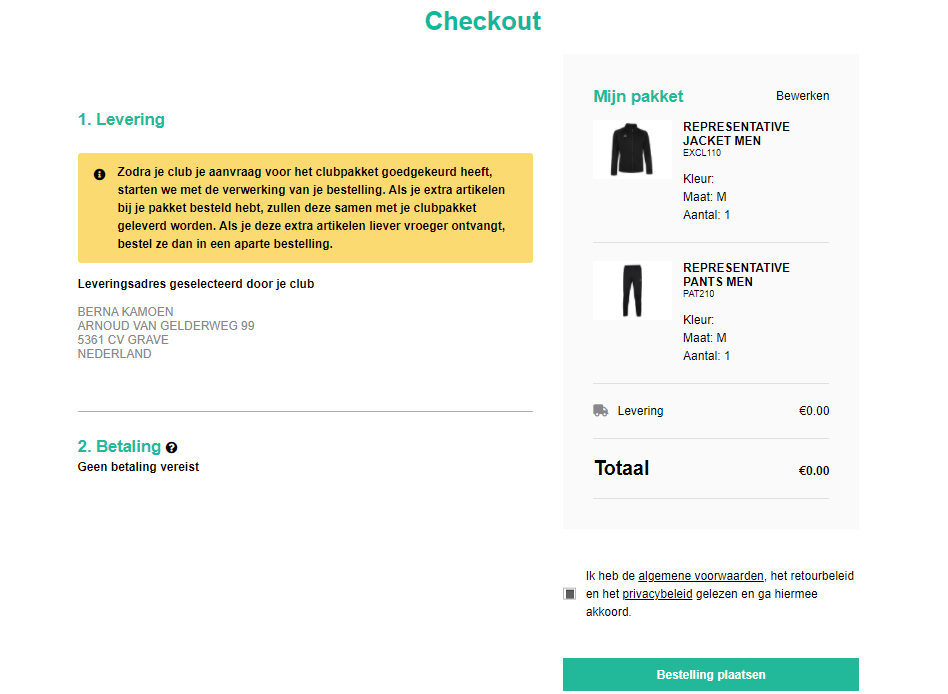 Checkout
1. Levering
Zodra je club je aanvraag voor het clubpakket goedgekeurd heeft,
starten we met de verwerking van je bestelling. Als je extra artikelen
bij je pakket besteld hebt, zullen deze samen met je clubpakket
geleverd worden. Als je deze extra artikelen liever vroeger ontvangt,
bestel ze dan in een aparte bestelling.
Leveringsadres geselecteerd door je club
BERNA KAMOEN
ARNOUD VAN GELDERWEG 99
5361 CV GRAVE
NEDERLAND
2. Betaling
Geen betaling vereist
Mijn pakket Bewerken
REPRESENTATIVE
JACKET MEN
EXCL110
Kleur:
Maat: M
Aantal: 1
REPRESENTATIVE
PANTS MEN
PAT210
Kleur:
Maat: M
Aantal: 1
Levering €0.00
Totaal €0.00
Ik heb de algemene voorwaarden, het retourbeleid
en het privacybeleid gelezen en ga hiermee
akkoord.
Bestelling plaatsen